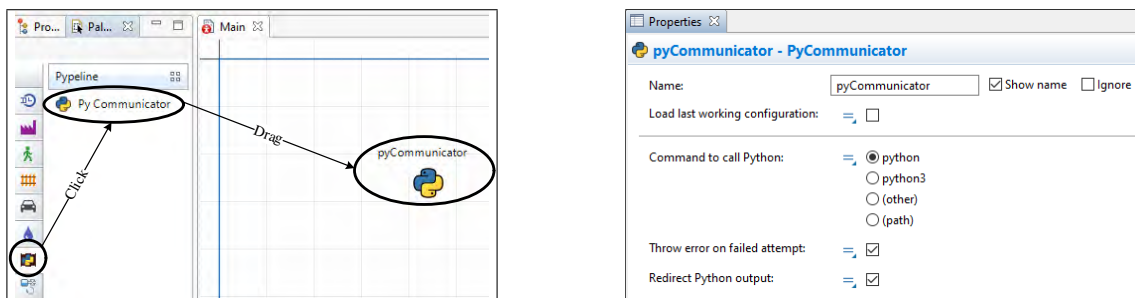 Pro...
Pal...
Main
Pypeline
Py Communicator
Drag
pyCommunicator
Click
Properties
pyCommunicator - PyCommunicator
Name:
pyCommunicator
Show name
Ignore
Load last working configuration:
Command to call Python:
python
python3
(other)
(path)
Throw error on failed attempt:
Redirect Python output: